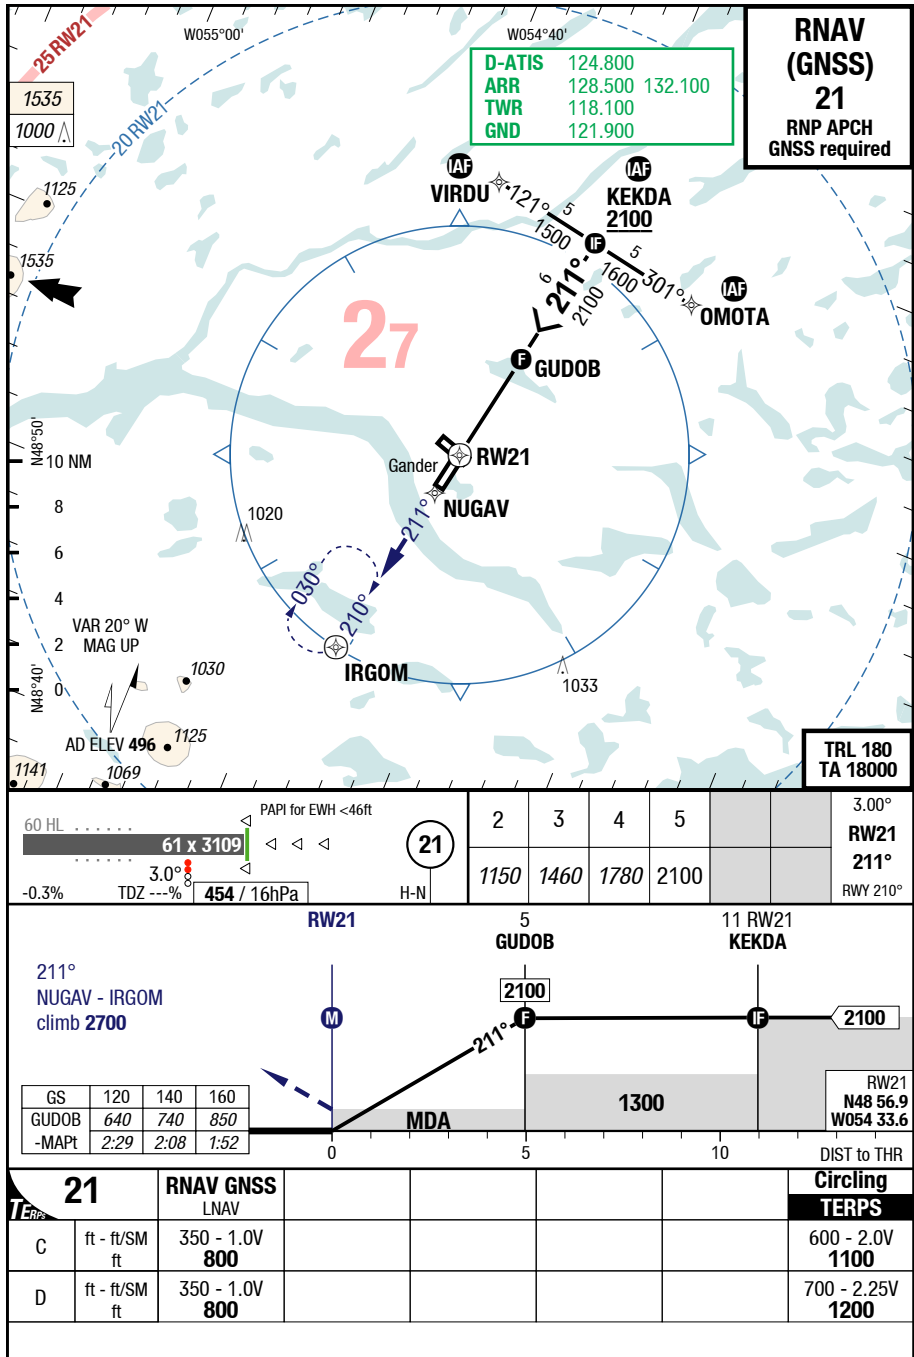 W055°00'
W054°40'
25 RW21
20 RW21
1535
1000
D-ATIS 124.800
ARR 128.500 132.100
TWR 118.100
GND 121.900
RNAV
(GNSS)
21
RNP APCH
GNSS required
1125
1535
IAF
VIRDU
121°
5
1500
IAF
KEKDA
2100
IF
5
1600
301°
IAF
OMOTA
6
211°
2100
27
F
GUDOB
N48°50'
10 NM
8
6
4
2
0
N48°40'
Gander
RW21
NUGAV
211°
1020
030°
210°
IRGOM
1033
VAR 20° W
MAG UP
1030
AD ELEV 496
1125
1141
1069
TRL 180
TA 18000
60 HL
PAPI for EWH <46ft
61 x 3109
3.0°
-0.3%
TDZ ---%
454 / 16hPa
21
H-N
2 3 4 5
1150 1460 1780 2100
3.00°
RW21
211°
RWY 210°
RW21
5
GUDOB
11 RW21
KEKDA
211°
NUGAV - IRGOM
climb 2700
M
2100
F
IF
2100
211°
MDA
1300
RW21
N48 56.9
W054 33.6
GS 120 140 160
GUDOB 640 740 850
-MAPt 2:29 2:08 1:52
0 5 10 DIST to THR
TERPS
21
RNAV GNSS
LNAV
Circling
TERPS
C ft - ft/SM 350 - 1.0V 600 - 2.0V
ft 800 1100
D ft - ft/SM 350 - 1.0V 700 - 2.25V
ft 800 1200